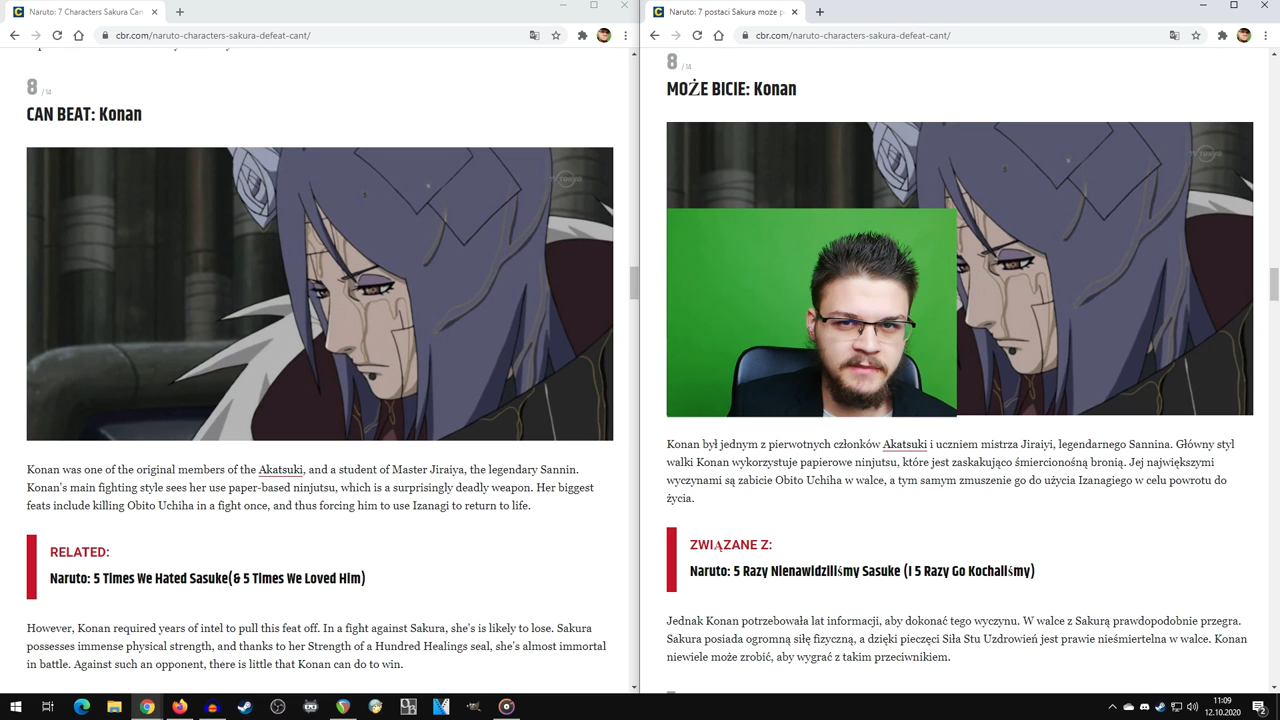 Naruto: 7 Characters Sakura Can
Naruto: 7 postaci Sakura może p
cbr.com/naruto-characters-sakura-defeat-cant/
cbr.com/naruto-characters-sakura-defeat-cant/
8 / 14
CAN BEAT: Konan
TV TOKYO
Konan was one of the original members of the Akatsuki, and a student of Master Jiraiya, the legendary Sannin.
Konan's main fighting style sees her use paper-based ninjutsu, which is a surprisingly deadly weapon. Her biggest
feats include killing Obito Uchiha in a fight once, and thus forcing him to use Izanagi to return to life.
RELATED:
Naruto: 5 Times We Hated Sasuke(& 5 Times We Loved Him)
However, Konan required years of intel to pull this feat off. In a fight against Sakura, she's is likely to lose. Sakura
possesses immense physical strength, and thanks to her Strength of a Hundred Healings seal, she's almost immortal
in battle. Against such an opponent, there is little that Konan can do to win.
8 / 14
MOŻE BICIE: Konan
TV TOKYO
Konan był jednym z pierwotnych członków Akatsuki i uczniem mistrza Jiraiyi, legendarnego Sannina. Główny styl
walki Konan wykorzystuje papierowe ninjutsu, które jest zaskakująco śmiercionośną bronią. Jej największymi
wyczynami są zabicie Obito Uchiha w walce, a tym samym zmuszenie go do użycia Izanagiego w celu powrotu do
życia.
ZWIĄZANE Z:
Naruto: 5 Razy Nienawidziliśmy Sasuke (I 5 Razy Go Kochaliśmy)
Jednak Konan potrzebowała lat informacji, aby dokonać tego wyczynu. W walce z Sakurą prawdopodobnie przegra.
Sakura posiada ogromną siłę fizyczną, a dzięki pieczęci Siła Stu Uzdrowień jest prawie nieśmiertelna w walce. Konan
niewiele może zrobić, aby wygrać z takim przeciwnikiem.
11:09
12.10.2020
2